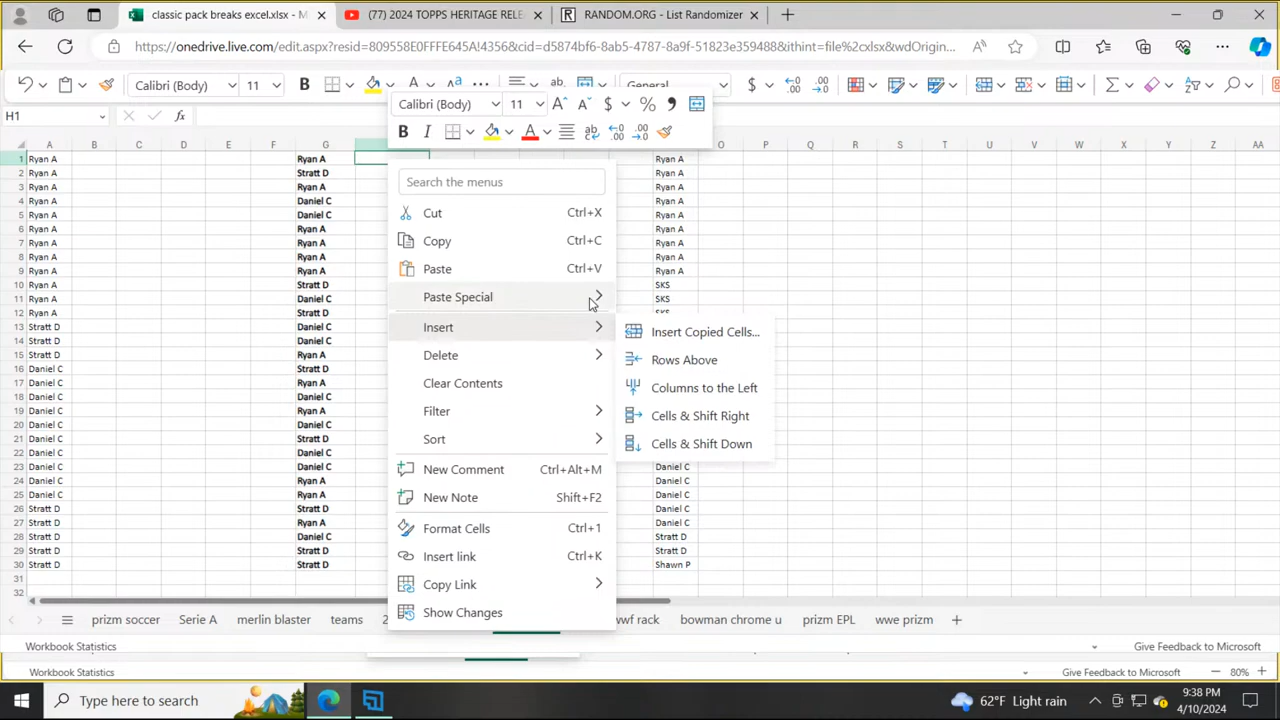 classic pack breaks excel.xlsx - M
(77) 2024 TOPPS HERITAGE RELE
RANDOM.ORG - List Randomizer
https://onedrive.live.com/edit.aspx?resid=809558E0FFFE645A!4356&cid=d5874bf6-8ab5-4787-8a9f-51823e359488&ithint=file%2cxlsx&wdOrigin...
Calibri (Body) 11 B General $
Calibri (Body) 11 $ %
B I A
H1 fx
A B C D E F G N O P Q R S T U V W X Y Z AA
1 Ryan A Ryan A Ryan A
2 Ryan A Stratt D Ryan A
3 Ryan A Ryan A Ryan A
4 Ryan A Daniel C Ryan A
5 Ryan A Daniel C Ryan A
6 Ryan A Ryan A Ryan A
7 Ryan A Ryan A Ryan A
8 Ryan A Ryan A Ryan A
9 Ryan A Ryan A Ryan A
10 Ryan A Stratt D SKS
11 Ryan A Daniel C SKS
12 Ryan A Stratt D SKS
13 Stratt D Daniel C
14 Stratt D Daniel C
15 Stratt D Ryan A
16 Daniel C Stratt D
17 Daniel C Ryan A
18 Daniel C Daniel C
19 Daniel C Ryan A
20 Daniel C Daniel C
21 Daniel C Stratt D
22 Daniel C Daniel C
23 Daniel C Daniel C Daniel C
24 Daniel C Ryan A Daniel C
25 Daniel C Ryan A Daniel C
26 Stratt D Stratt D Daniel C
27 Stratt D Ryan A Daniel C
28 Stratt D Daniel C Stratt D
29 Stratt D Stratt D Stratt D
30 Stratt D Stratt D Shawn P
31
32
Search the menus
Cut Ctrl+X
Copy Ctrl+C
Paste Ctrl+V
Paste Special
Insert
Delete
Clear Contents
Filter
Sort
New Comment Ctrl+Alt+M
New Note Shift+F2
Format Cells Ctrl+1
Insert link Ctrl+K
Copy Link
Show Changes
Insert Copied Cells...
Rows Above
Columns to the Left
Cells & Shift Right
Cells & Shift Down
prizm soccer Serie A merlin blaster teams 2 wwf rack bowman chrome u prizm EPL wwe prizm
Workbook Statistics Give Feedback to Microsoft
Workbook Statistics Give Feedback to Microsoft 80%
Type here to search
62°F Light rain
9:38 PM
4/10/2024